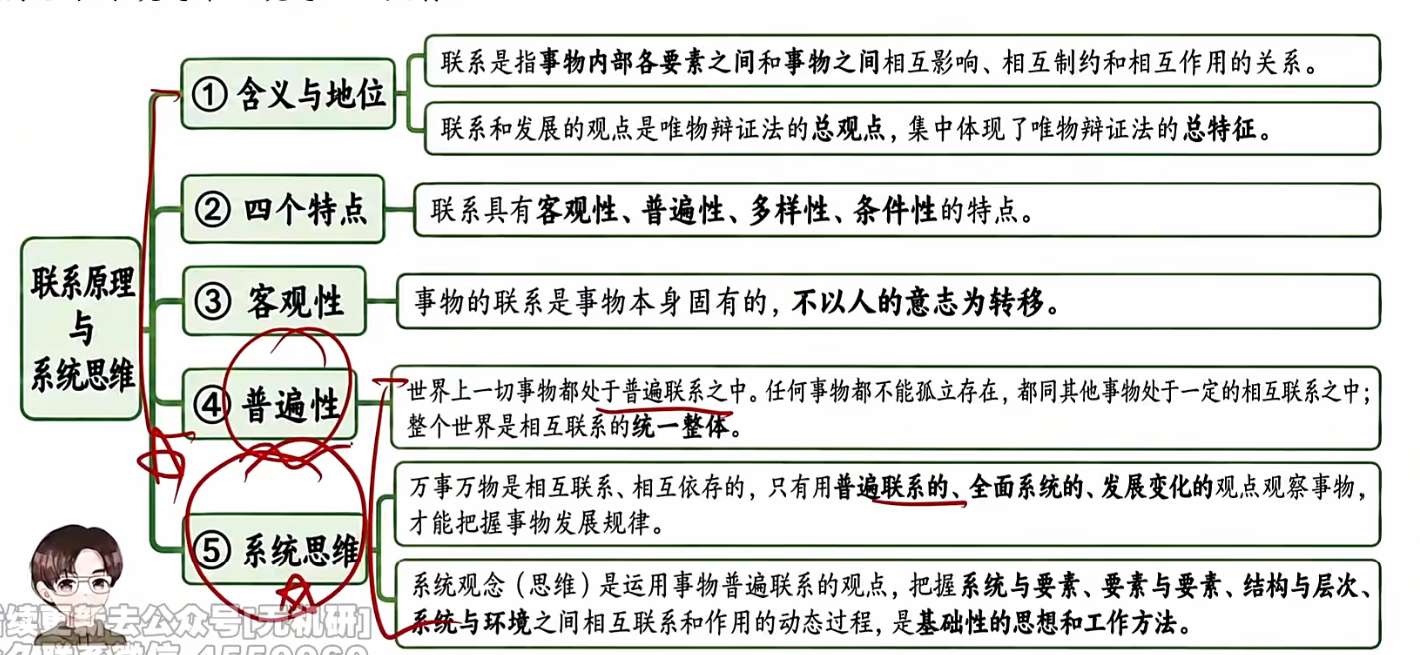 联系原理
与
系统思维
① 含义与地位
联系是指事物内部各要素之间和事物之间相互影响、相互制约和相互作用的关系。
联系和发展的观点是唯物辩证法的总观点，集中体现了唯物辩证法的总特征。
② 四个特点
联系具有客观性、普遍性、多样性、条件性的特点。
③ 客观性
事物的联系是事物本身固有的，不以人的意志为转移。
④ 普遍性
世界上一切事物都处于普遍联系之中。任何事物都不能孤立存在，都同其他事物处于一定的相互联系之中；
整个世界是相互联系的统一整体。
⑤ 系统思维
万事万物是相互联系、相互依存的，只有用普遍联系的、全面系统的、发展变化的观点观察事物，
才能把握事物发展规律。
系统观念（思维）是运用事物普遍联系的观点，把握系统与要素、要素与要素、结构与层次、
系统与环境之间相互联系和作用的动态过程，是基础性的思想和工作方法。
去公众号[无机研]